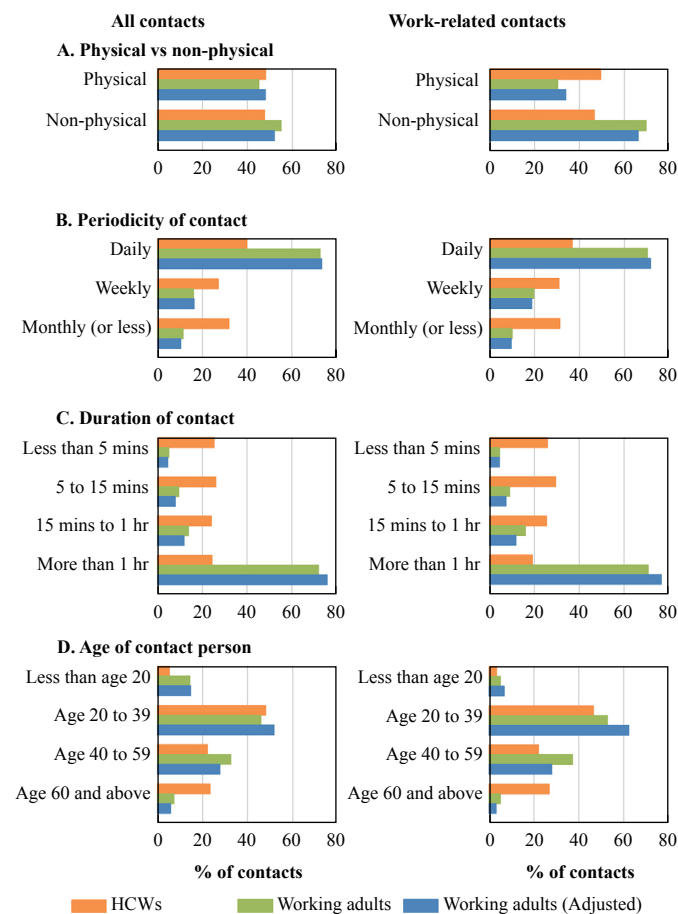 All contacts Work-related contacts
A. Physical vs non-physical
Physical
Non-physical
0 20 40 60 80
Physical
Non-physical
0 20 40 60 80
B. Periodicity of contact
Daily
Weekly
Monthly (or less)
0 20 40 60 80
Daily
Weekly
Monthly (or less)
0 20 40 60 80
C. Duration of contact
Less than 5 mins
5 to 15 mins
15 mins to 1 hr
More than 1 hr
0 20 40 60 80
Less than 5 mins
5 to 15 mins
15 mins to 1 hr
More than 1 hr
0 20 40 60 80
D. Age of contact person
Less than age 20
Age 20 to 39
Age 40 to 59
Age 60 and above
0 20 40 60 80
% of contacts
Less than age 20
Age 20 to 39
Age 40 to 59
Age 60 and above
0 20 40 60 80
% of contacts
HCWs Working adults Working adults (Adjusted)